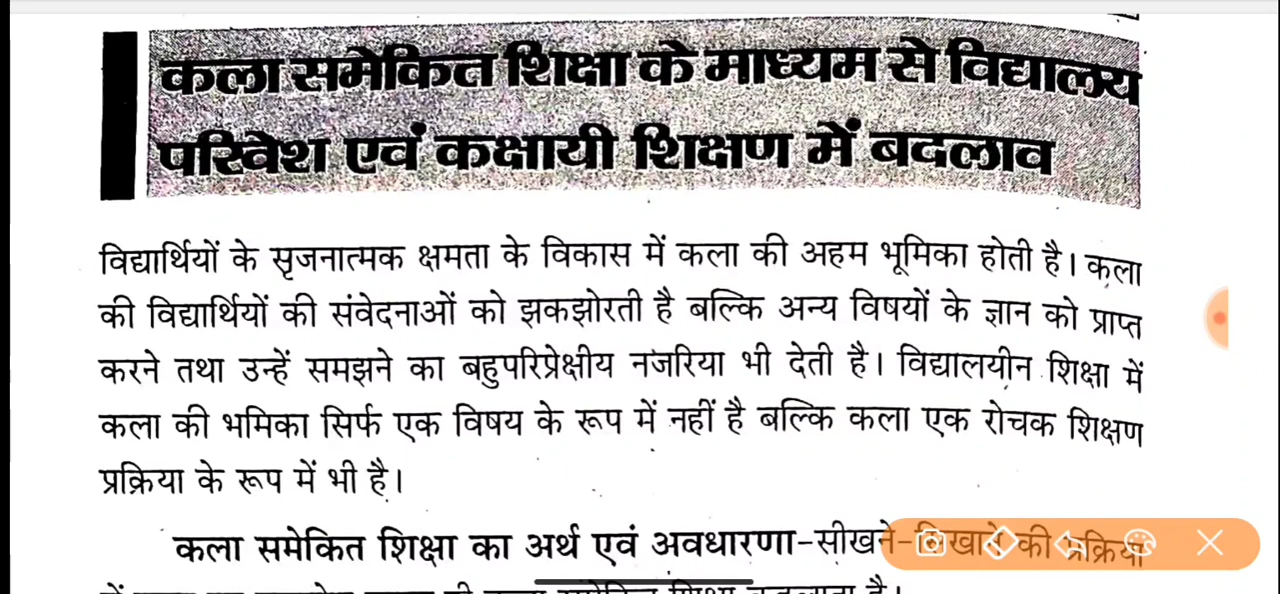 कला समेकित शिक्षा के माध्यम से विद्यालय
परिवेश एवं कक्षायी शिक्षण में बदलाव
विद्यार्थियों के सृजनात्मक क्षमता के विकास में कला की अहम भूमिका होती है। कला
की विद्यार्थियों की संवेदनाओं को झकझोरती है बल्कि अन्य विषयों के ज्ञान को प्राप्त
करने तथा उन्हें समझने का बहुपरिप्रेक्षीय नजरिया भी देती है। विद्यालयीन शिक्षा में
कला की भमिका सिर्फ एक विषय के रूप में नहीं है बल्कि कला एक रोचक शिक्षण
प्रक्रिया के रूप में भी है।
कला समेकित शिक्षा का अर्थ एवं अवधारणा-सीखने-सिखाने की प्रक्रिया